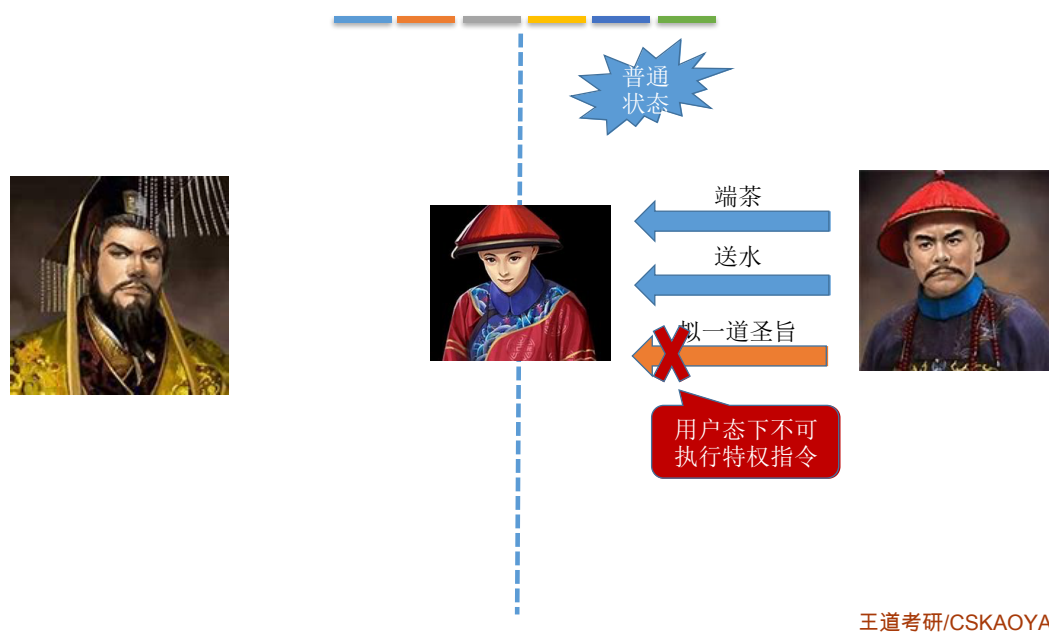 普通
状态
端茶
送水
拟一道圣旨
用户态下不可
执行特权指令
王道考研/CSKAOYA